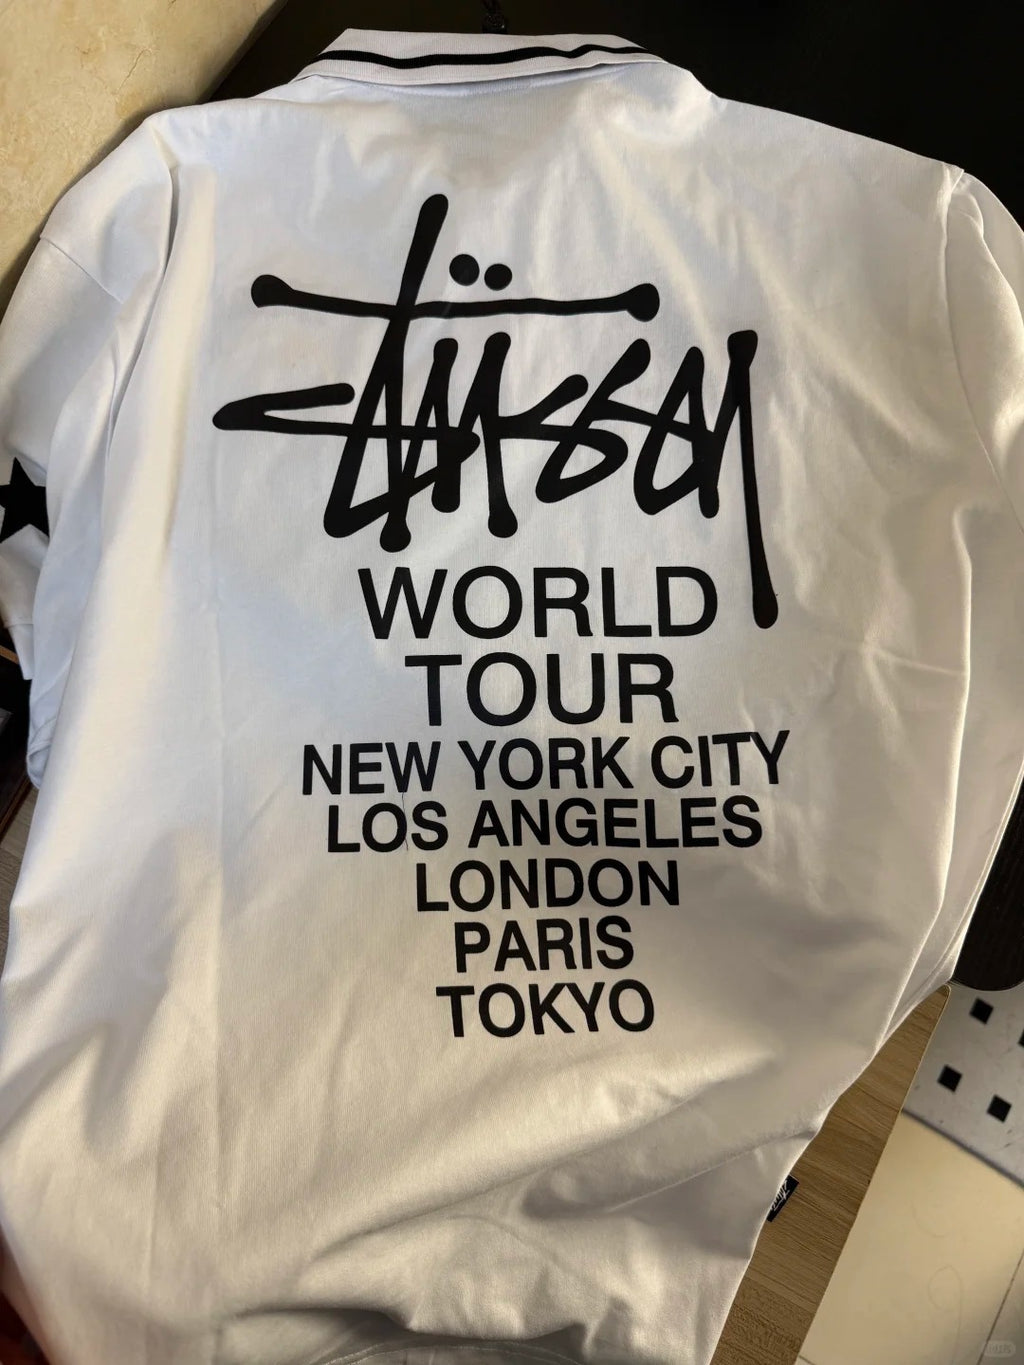 Stüssy
WORLD
TOUR
NEW YORK CITY
LOS ANGELES
LONDON
PARIS
TOKYO